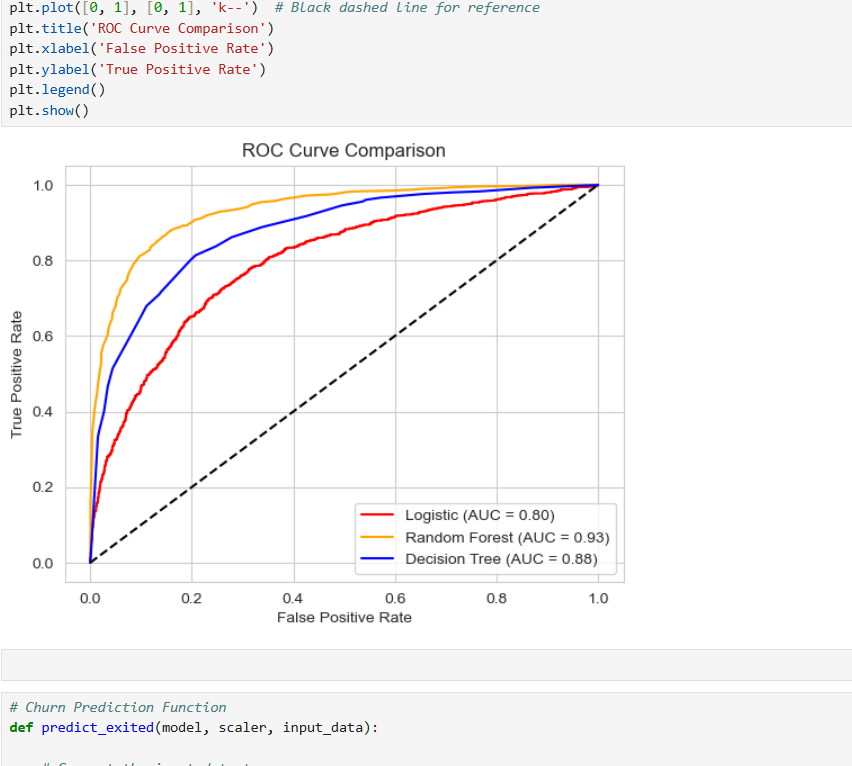 plt.plot([0, 1], [0, 1], 'k--')  # Black dashed line for reference
plt.title('ROC Curve Comparison')
plt.xlabel('False Positive Rate')
plt.ylabel('True Positive Rate')
plt.legend()
plt.show()
ROC Curve Comparison
1.0
0.8
0.6
0.4
0.2
0.0
True Positive Rate
Logistic (AUC = 0.80)
Random Forest (AUC = 0.93)
Decision Tree (AUC = 0.88)
0.0 0.2 0.4 0.6 0.8 1.0
False Positive Rate
# Churn Prediction Function
def predict_exited(model, scaler, input_data):